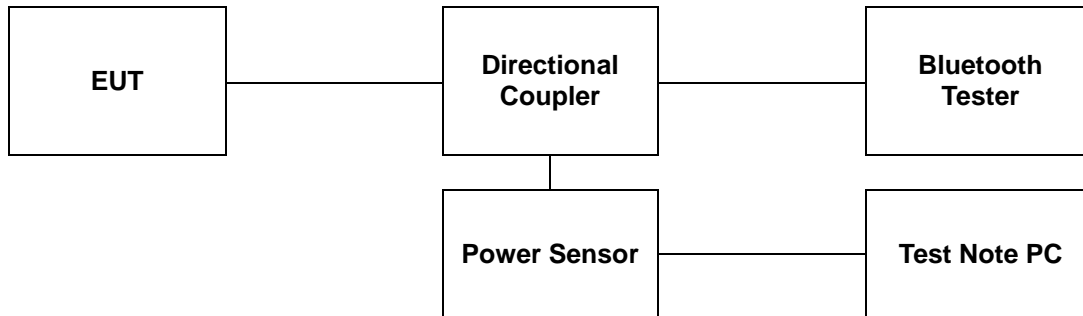 EUT
Directional
Coupler
Bluetooth
Tester
Power Sensor
Test Note PC